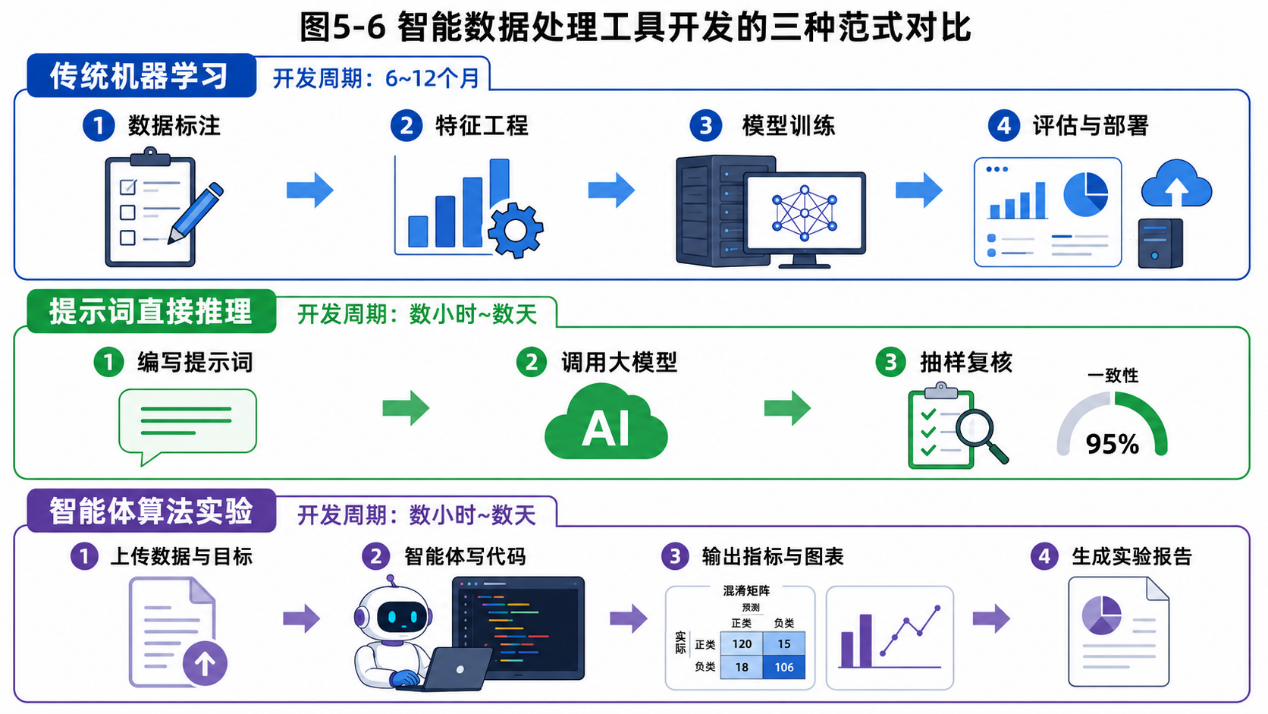 图5-6 智能数据处理工具开发的三种范式对比
传统机器学习
开发周期：6~12个月
1 数据标注
2 特征工程
3 模型训练
4 评估与部署
提示词直接推理
开发周期：数小时~数天
1 编写提示词
2 调用大模型
AI
3 抽样复核
一致性
95%
智能体算法实验
开发周期：数小时~数天
1 上传数据与目标
2 智能体写代码
3 输出指标与图表
混淆矩阵
预测
正类 负类
实际
正类 120 15
负类 18 106
4 生成实验报告